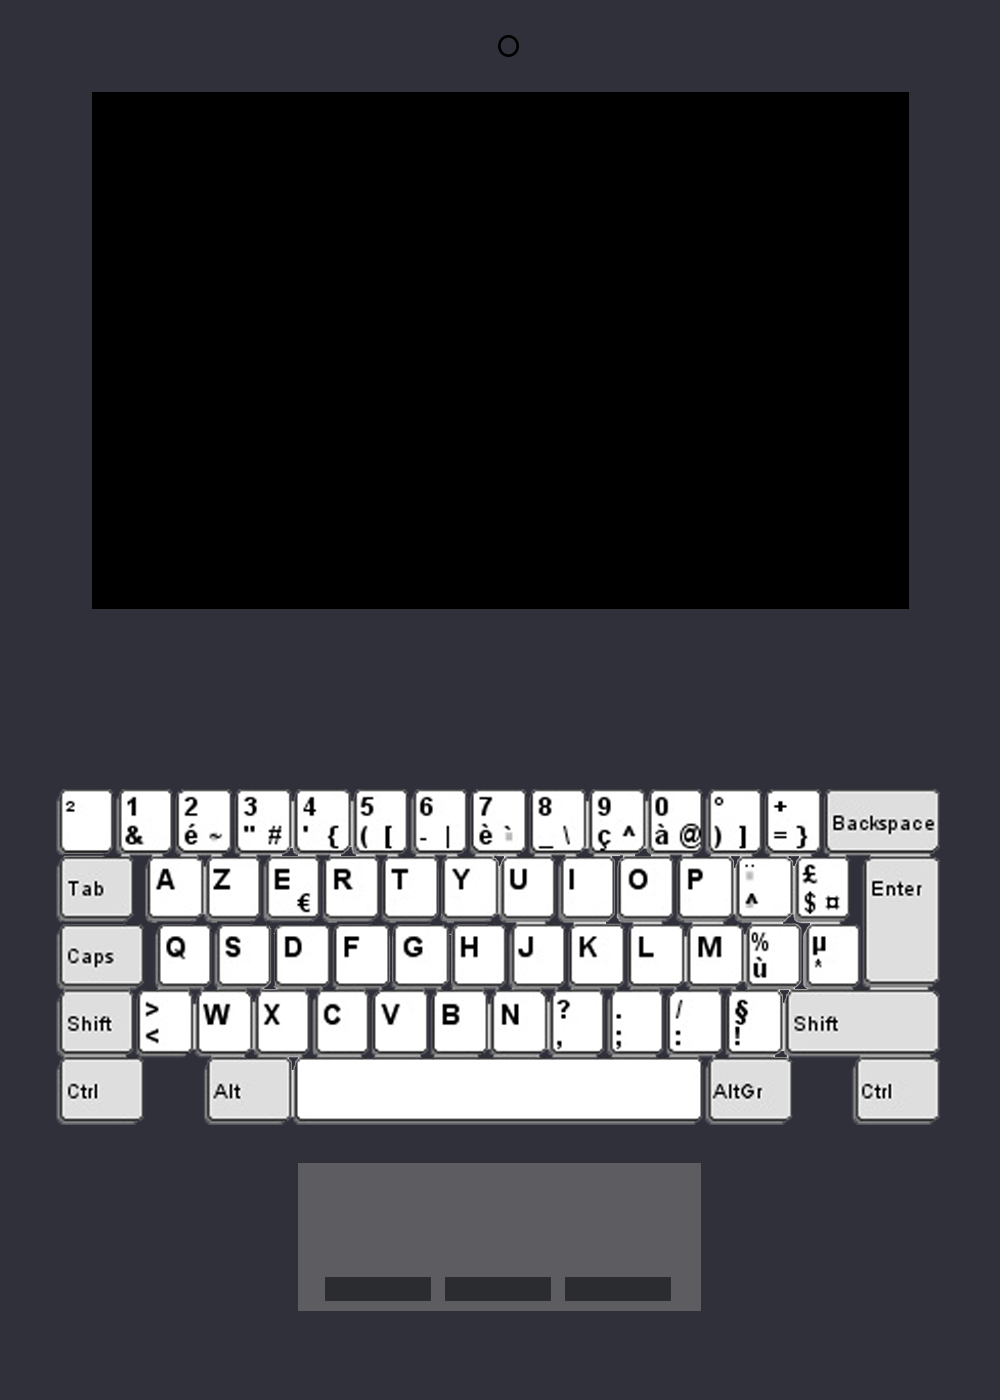 ² 1 & 2 é ~ 3 " # 4 ' { 5 ( [ 6 - | 7 è ` 8 _ \ 9 ç ^ 0 à @ ° ) ] + = } Backspace
Tab A Z E € R T Y U I O P ¨ ^ £ $ ¤ Enter
Caps Q S D F G H J K L M % ù µ *
Shift > < W X C V B N ? , . ; / : § ! Shift
Ctrl Alt AltGr Ctrl